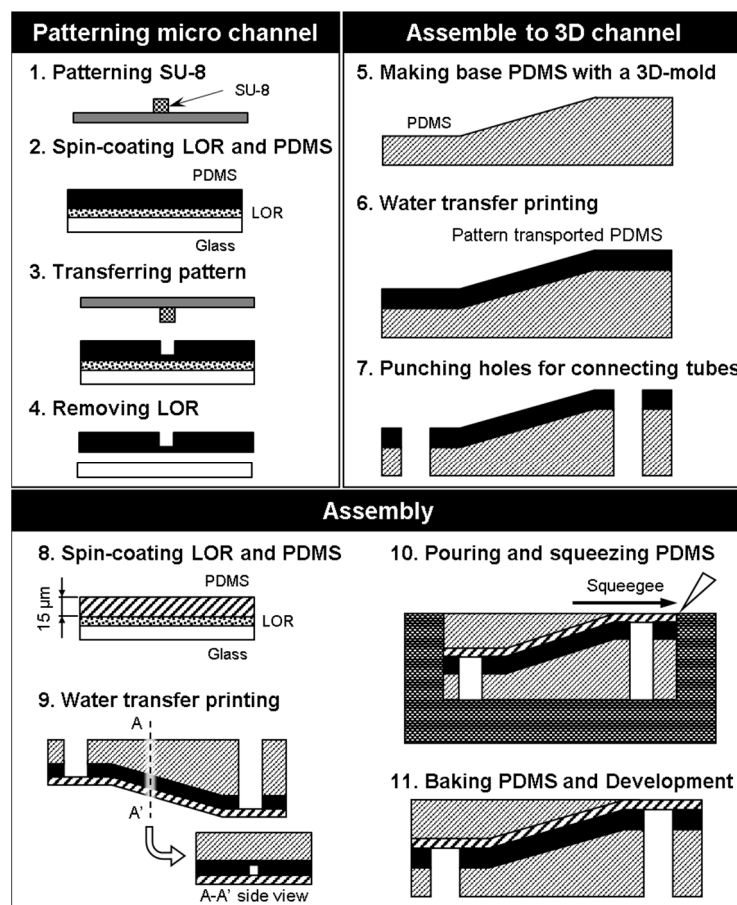 Patterning micro channel
1. Patterning SU-8
SU-8
2. Spin-coating LOR and PDMS
PDMS
LOR
Glass
3. Transferring pattern
4. Removing LOR
Assemble to 3D channel
5. Making base PDMS with a 3D-mold
PDMS
6. Water transfer printing
Pattern transported PDMS
7. Punching holes for connecting tubes
Assembly
8. Spin-coating LOR and PDMS
PDMS
15 μm
LOR
Glass
9. Water transfer printing
A
A'
A-A' side view
10. Pouring and squeezing PDMS
Squeegee
11. Baking PDMS and Development